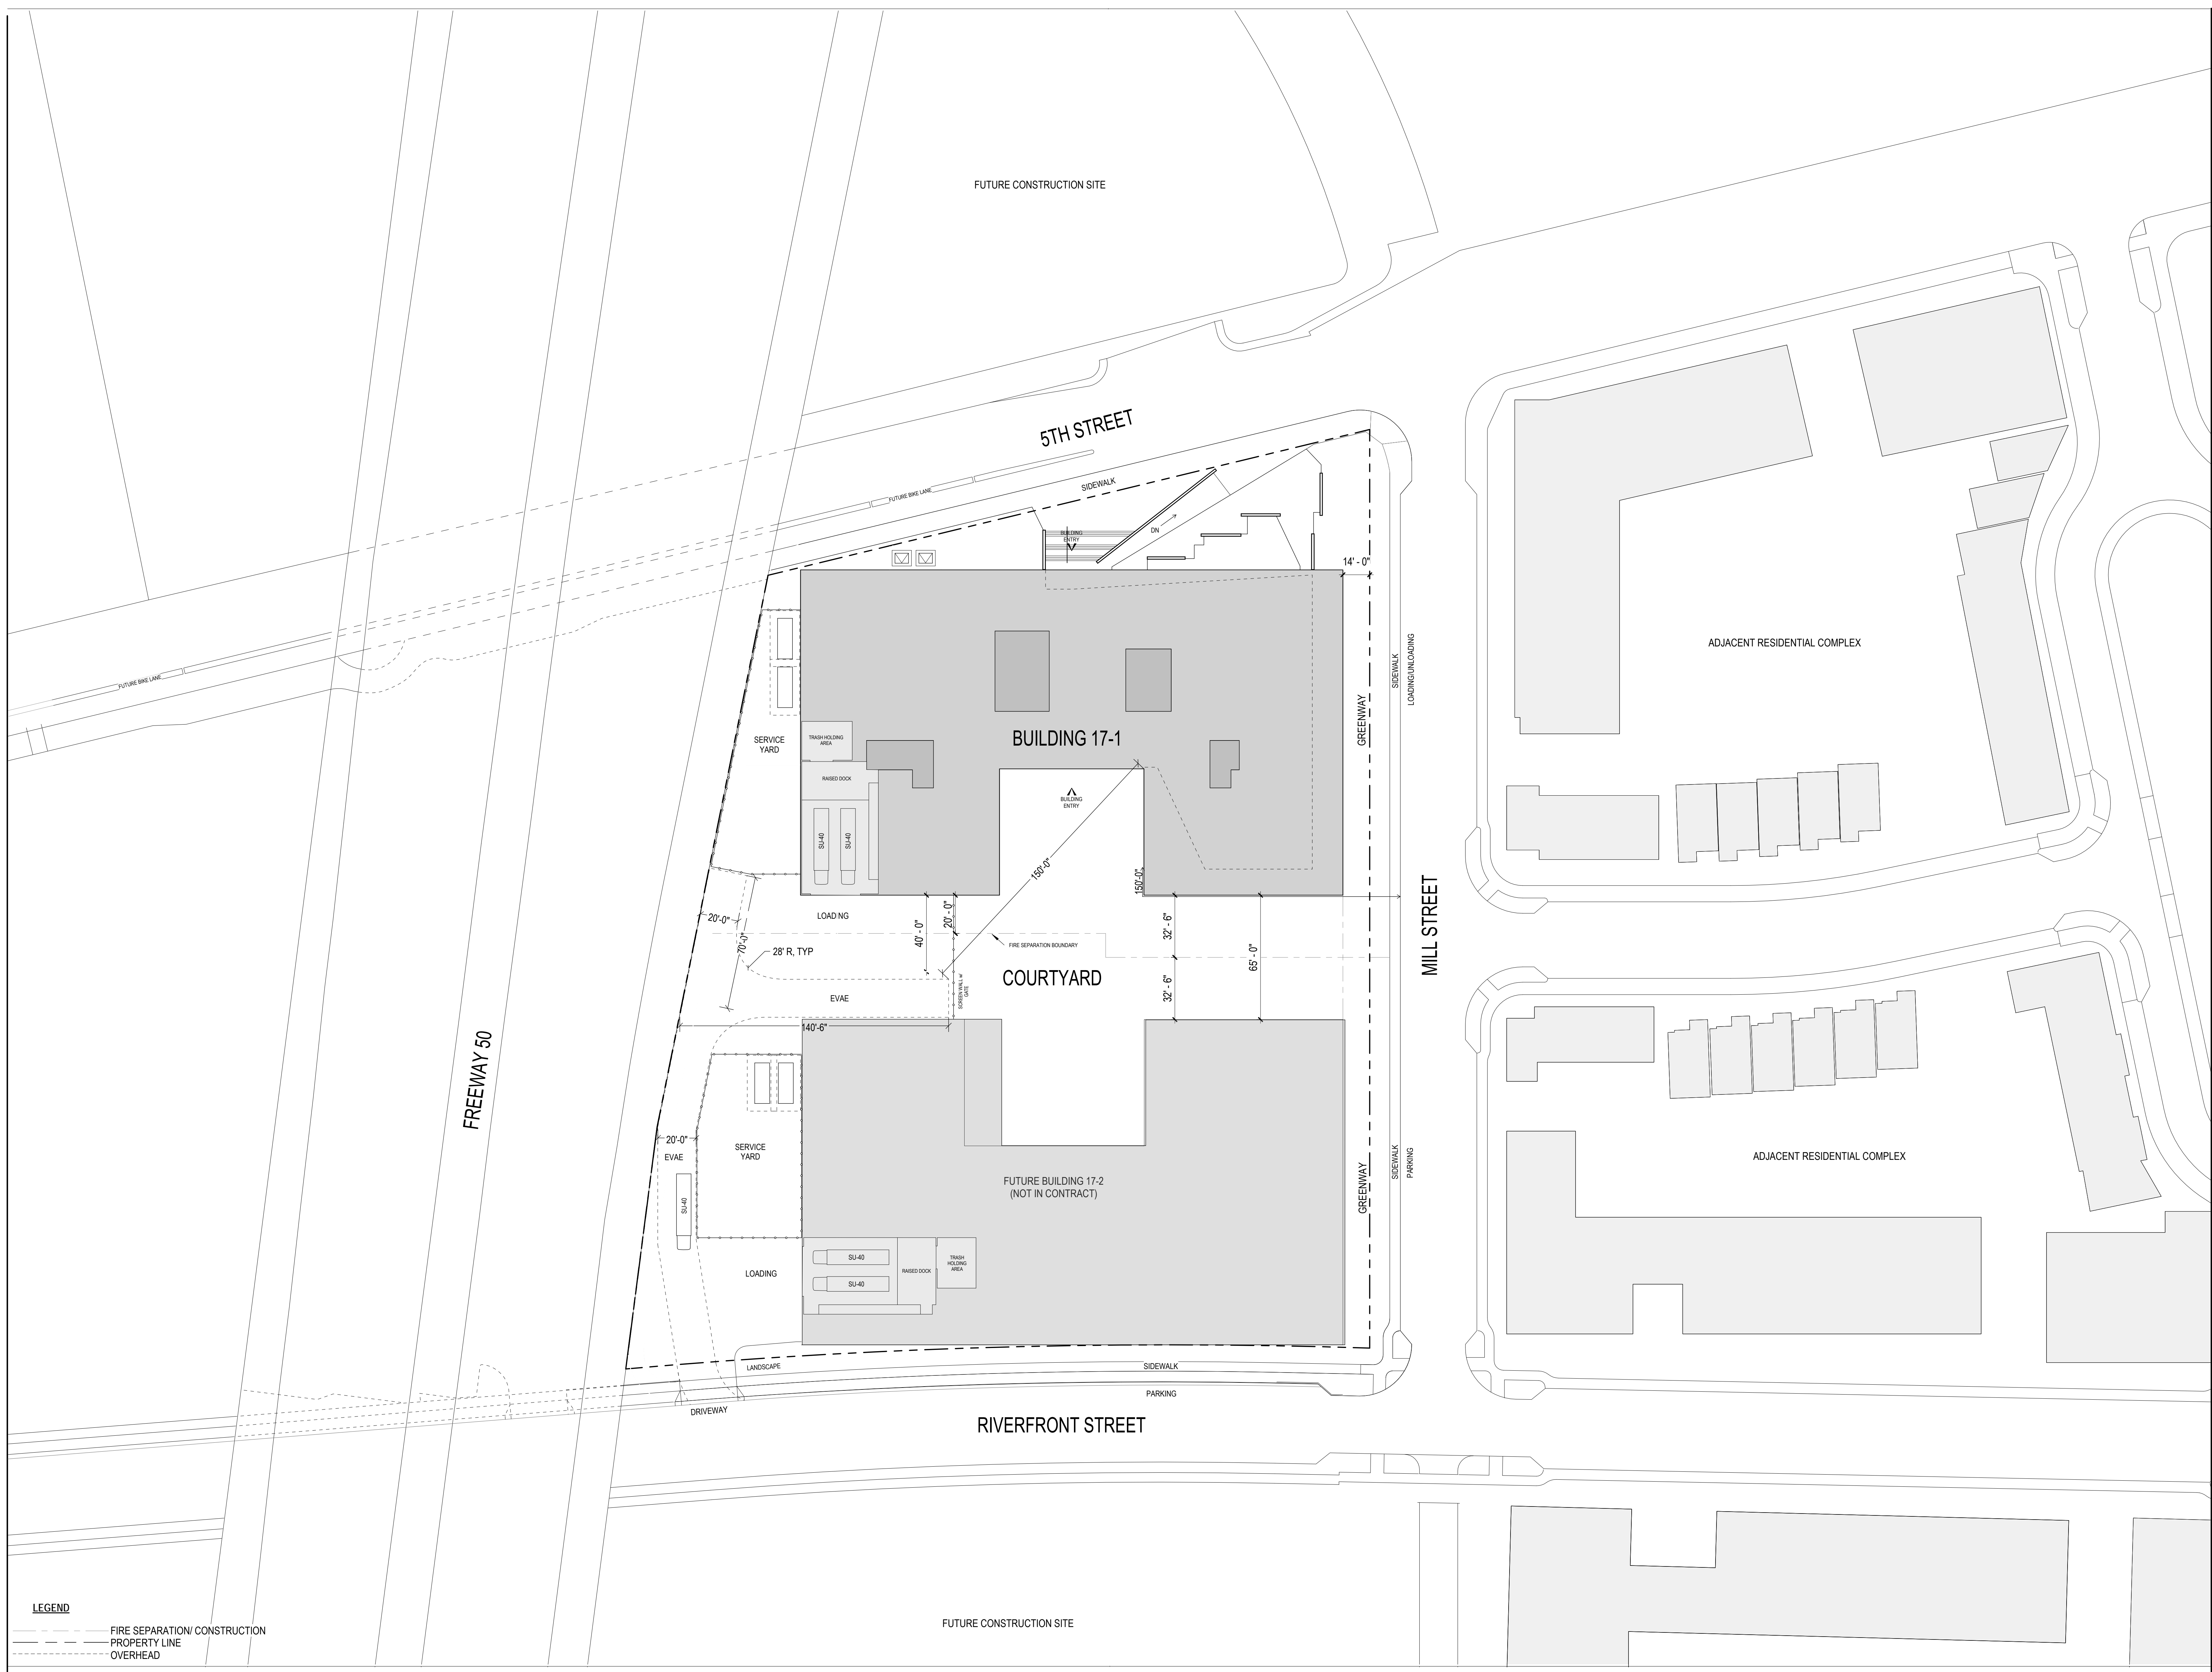 FUTURE CONSTRUCTION SITE
5TH STREET
SIDEWALK
FUTURE BIKE LANE
BUILDING
ENTRY
DN
14' - 0"
FUTURE BIKE LANE
SERVICE
YARD
TRASH HOLDING
AREA
RAISED DOCK
SU-40
SU-40
BUILDING 17-1
BUILDING
ENTRY
GREENWAY
SIDEWALK
LOADING/UNLOADING
ADJACENT RESIDENTIAL COMPLEX
150'-0"
150'-0"
LOADING
20'-0"
70'-0"
28' R, TYP
40' - 0"
20' - 0"
FIRE SEPARATION BOUNDARY
COURTYARD
32' - 6"
32' - 6"
65' - 0"
MILL STREET
EVAE
SCREEN WALL w/
GATE
140'-6"
FREEWAY 50
20'-0"
EVAE
SU-40
SERVICE
YARD
LOADING
FUTURE BUILDING 17-2
(NOT IN CONTRACT)
SU-40
SU-40
RAISED DOCK
TRASH
HOLDING
AREA
GREENWAY
SIDEWALK
PARKING
ADJACENT RESIDENTIAL COMPLEX
LANDSCAPE
SIDEWALK
PARKING
DRIVEWAY
RIVERFRONT STREET
FUTURE CONSTRUCTION SITE
LEGEND
FIRE SEPARATION/ CONSTRUCTION
PROPERTY LINE
OVERHEAD